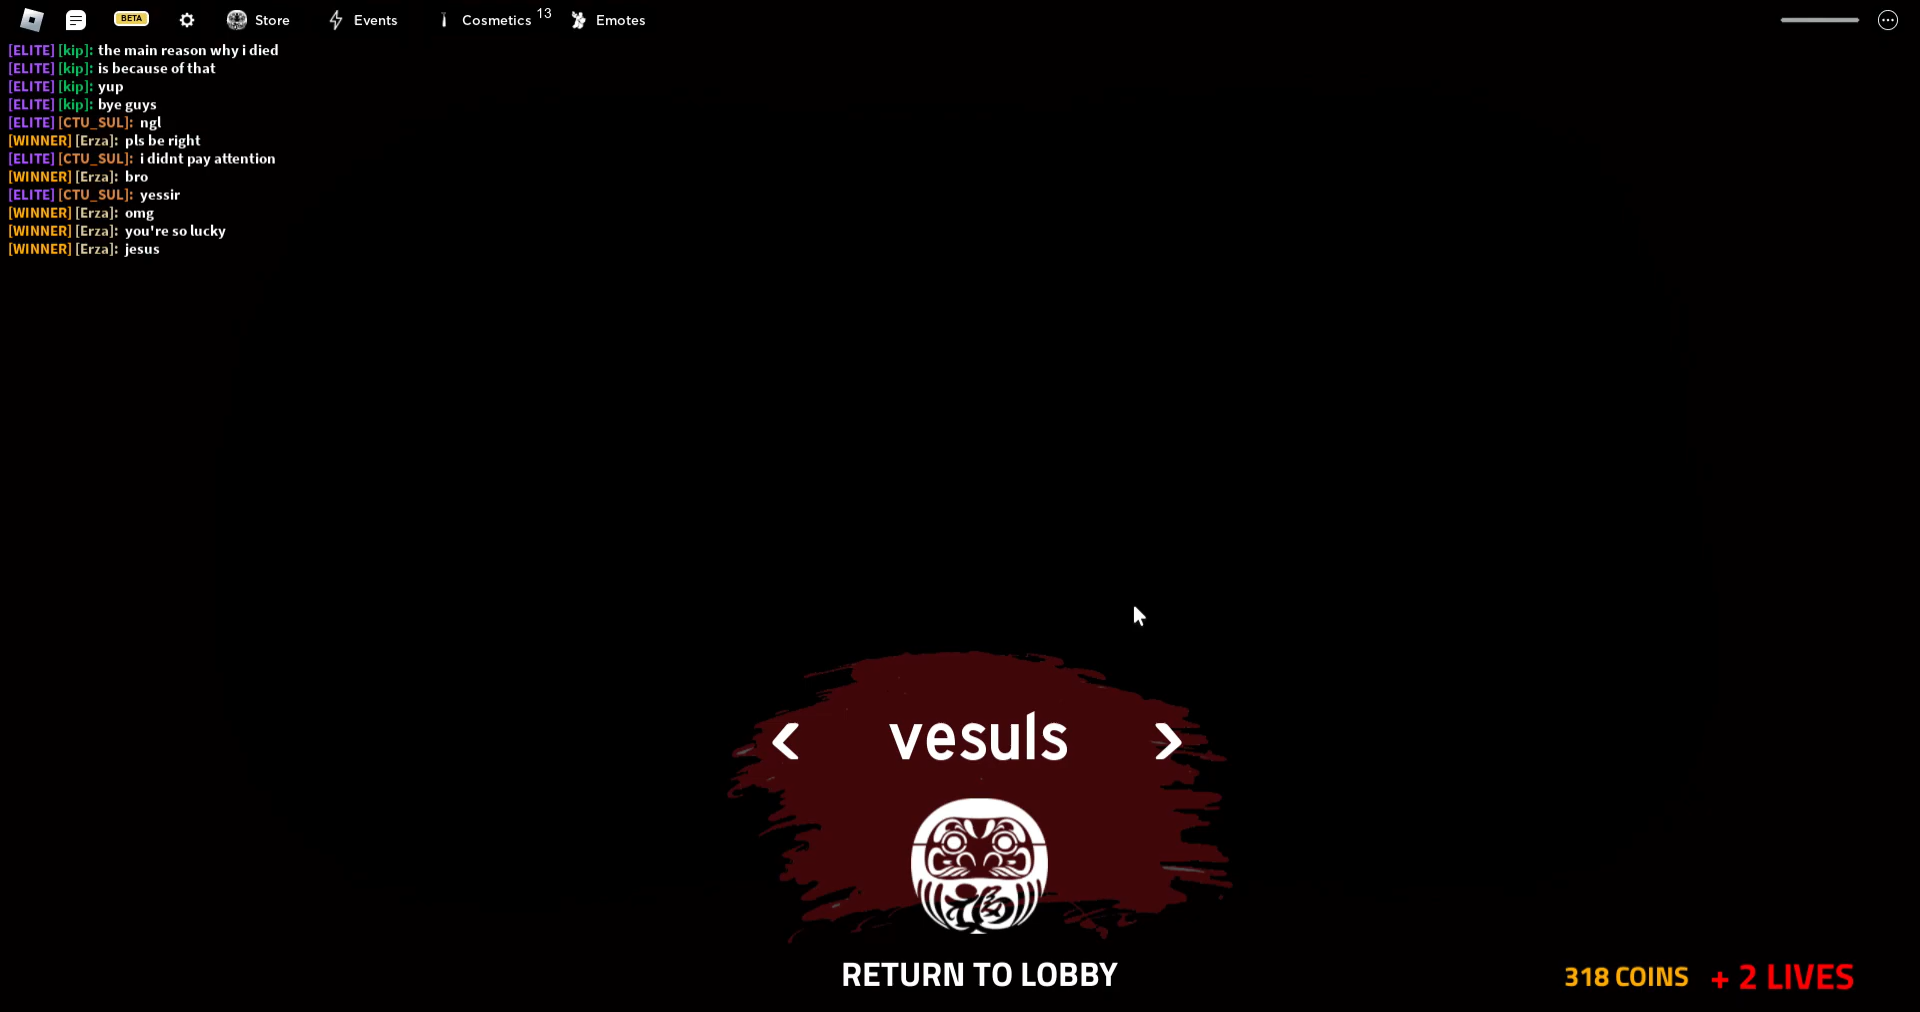 BETA Store Events Cosmetics 13 Emotes
[ELITE] [kip]: the main reason why i died
[ELITE] [kip]: is because of that
[ELITE] [kip]: yup
[ELITE] [kip]: bye guys
[ELITE] [CTU_SUL]: ngl
[WINNER] [Erza]: pls be right
[ELITE] [CTU_SUL]: i didnt pay attention
[WINNER] [Erza]: bro
[ELITE] [CTU_SUL]: yessir
[WINNER] [Erza]: omg
[WINNER] [Erza]: you're so lucky
[WINNER] [Erza]: jesus
< vesuls >
福
RETURN TO LOBBY
318 COINS + 2 LIVES